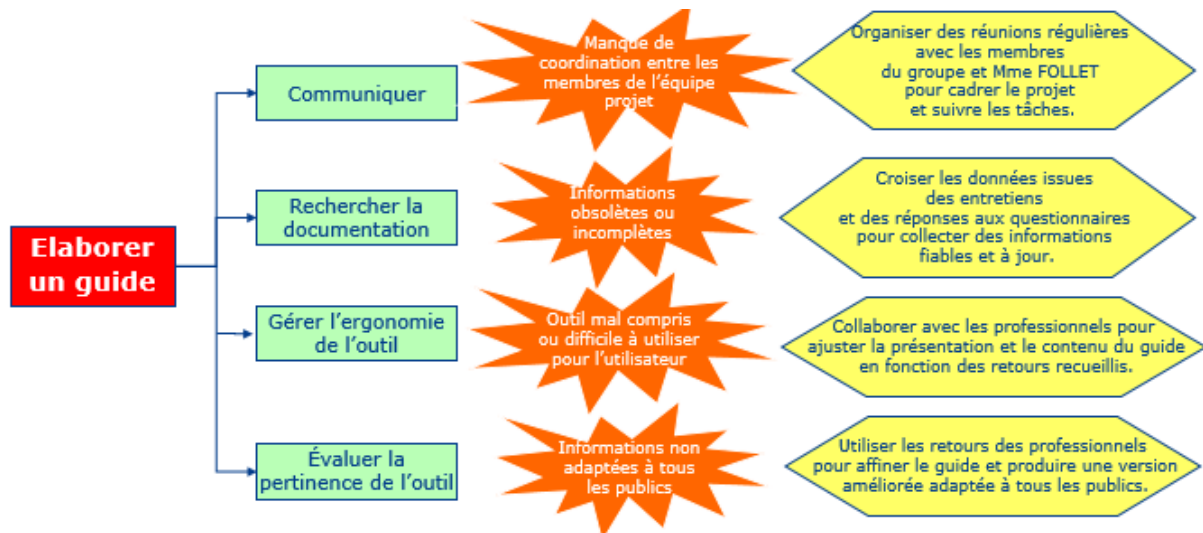 Elaborer
un guide
Communiquer
Manque de
coordination entre les
membres de l'équipe
projet
Organiser des réunions régulières
avec les membres
du groupe et Mme FOLLET
pour cadrer le projet
et suivre les tâches.
Rechercher la
documentation
Informations
obsolètes ou
incomplètes
Croiser les données issues
des entretiens
et des réponses aux questionnaires
pour collecter des informations
fiables et à jour.
Gérer l'ergonomie
de l'outil
Outil mal compris
ou difficile à utiliser
pour l'utilisateur
Collaborer avec les professionnels pour
ajuster la présentation et le contenu du guide
en fonction des retours recueillis.
Évaluer la
pertinence de l'outil
Informations non
adaptées à tous
les publics
Utiliser les retours des professionnels
pour affiner le guide et produire une version
améliorée adaptée à tous les publics.